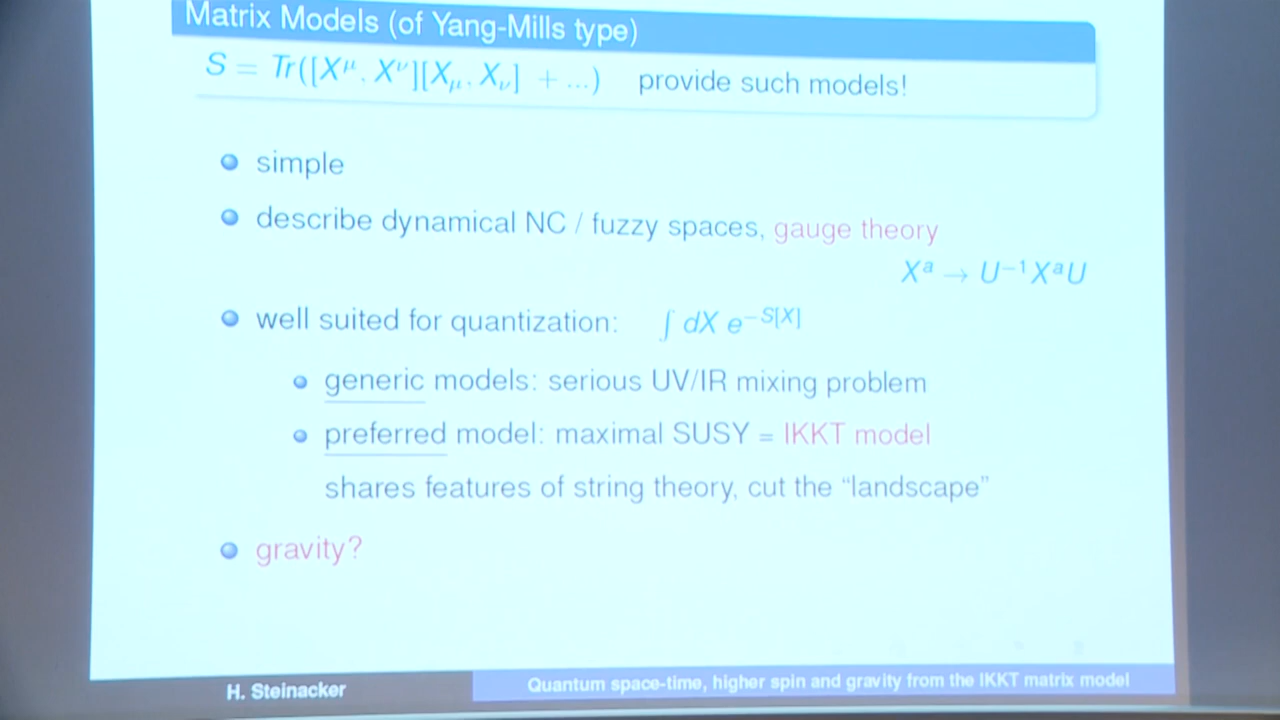 Matrix Models (of Yang-Mills type)
S = Tr([X^μ, X^ν][X_μ, X_ν] + ...) provide such models!
simple
describe dynamical NC / fuzzy spaces, gauge theory
X^a → U^−1 X^a U
well suited for quantization: ∫ dX e^−S[X]
generic models: serious UV/IR mixing problem
preferred model: maximal SUSY = IKKT model
shares features of string theory, cut the “landscape”
gravity?
H. Steinacker
Quantum space-time, higher spin and gravity from the IKKT matrix model